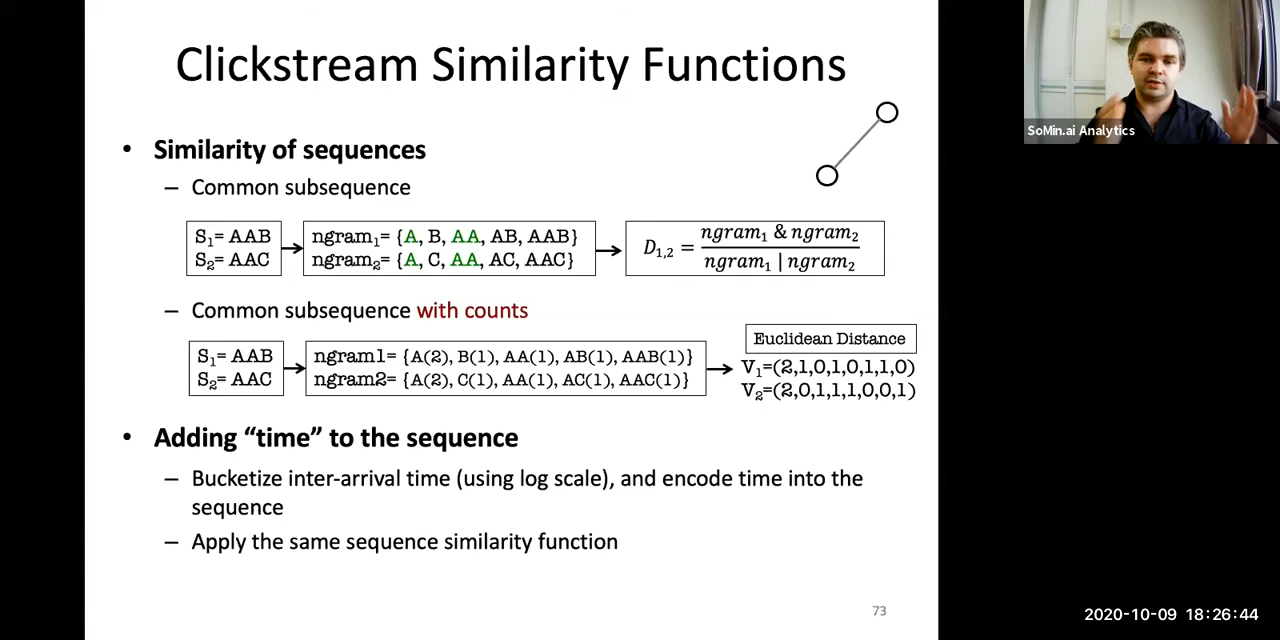 Clickstream Similarity Functions
SoMin.ai Analytics
• Similarity of sequences
– Common subsequence
S₁= AAB
S₂= AAC
ngram₁= {A, B, AA, AB, AAB}
ngram₂= {A, C, AA, AC, AAC}
D₁,₂ = ngram₁ & ngram₂ / ngram₁ | ngram₂
– Common subsequence with counts
S₁= AAB
S₂= AAC
ngram1= {A(2), B(1), AA(1), AB(1), AAB(1)}
ngram2= {A(2), C(1), AA(1), AC(1), AAC(1)}
Euclidean Distance
V₁=(2,1,0,1,0,1,1,0)
V₂=(2,0,1,1,1,0,0,1)
• Adding “time” to the sequence
– Bucketize inter-arrival time (using log scale), and encode time into the
sequence
– Apply the same sequence similarity function
73
2020-10-09 18:26:44